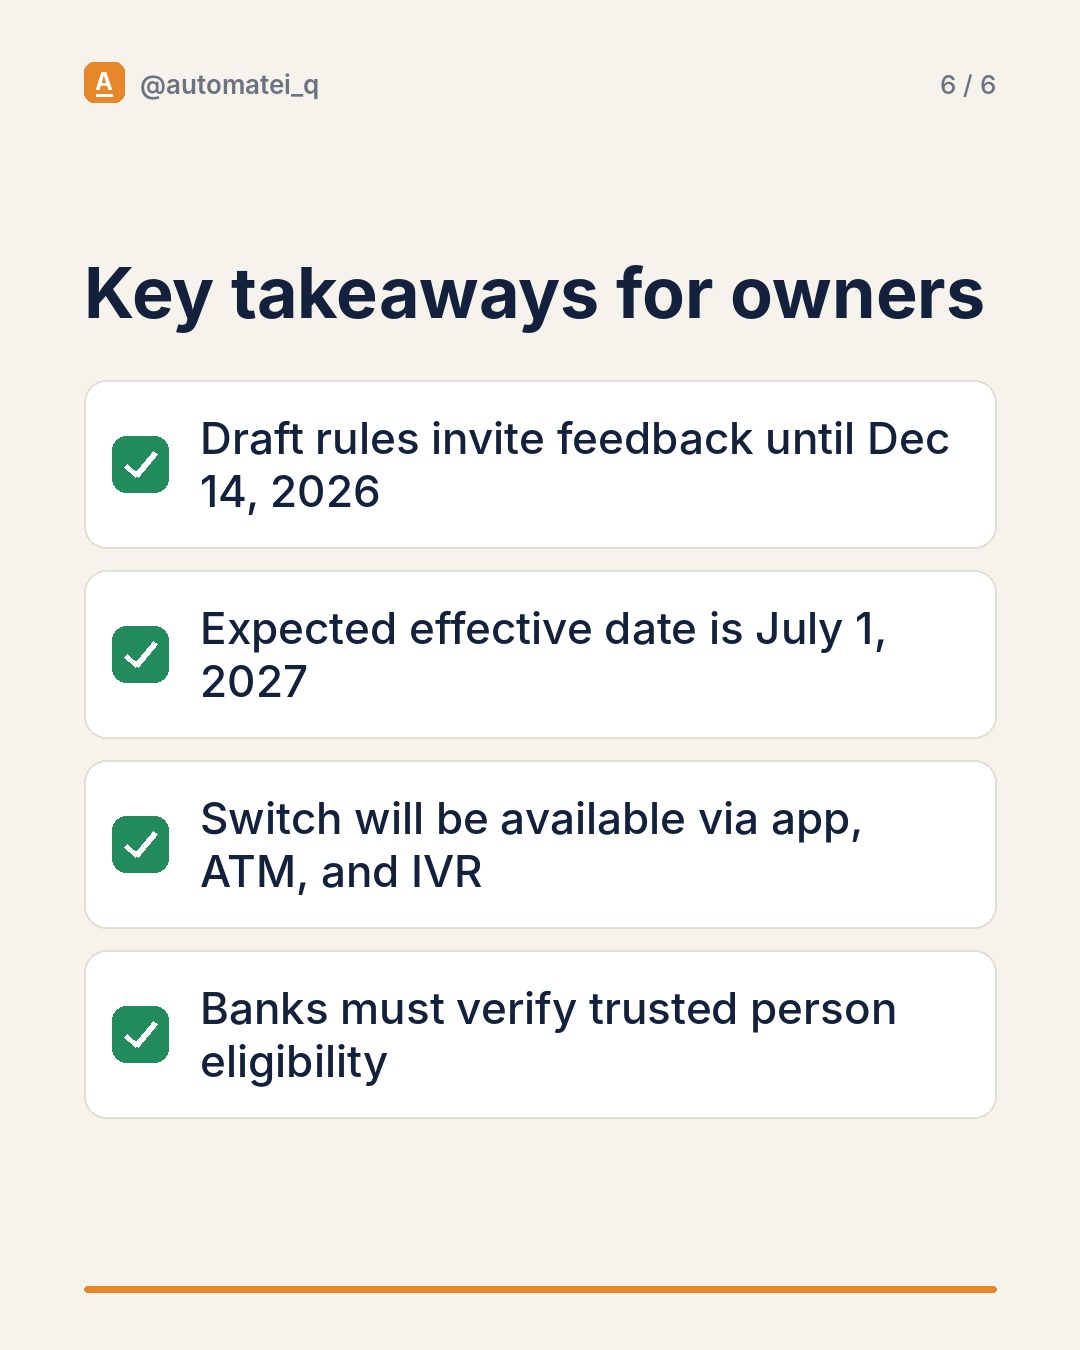 A @automatei_q
6 / 6
Key takeaways for owners
Draft rules invite feedback until Dec
14, 2026
Expected effective date is July 1,
2027
Switch will be available via app,
ATM, and IVR
Banks must verify trusted person
eligibility